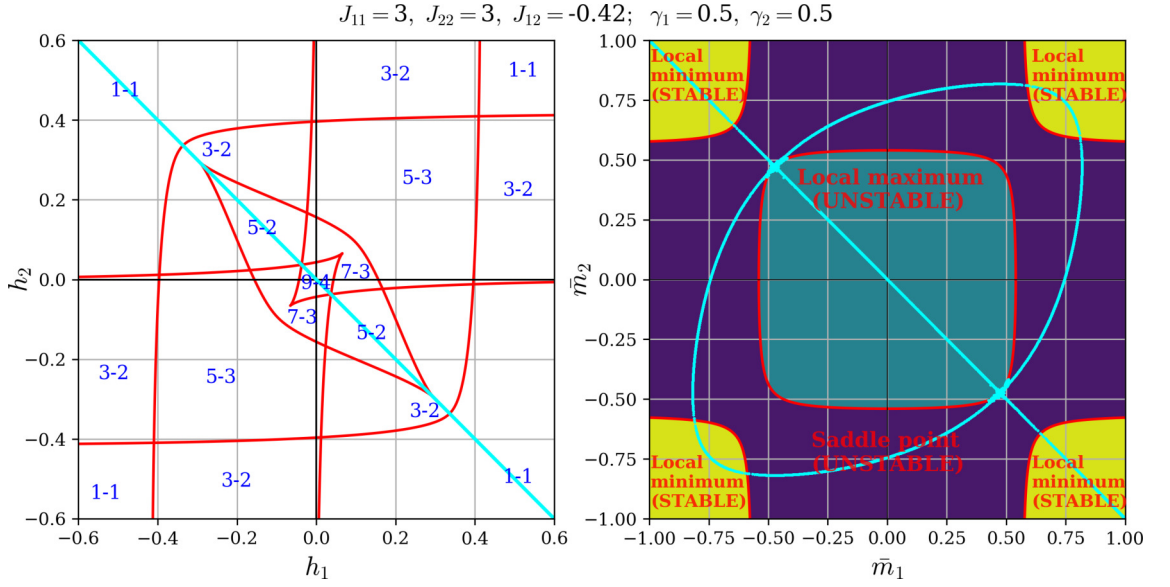 J₁₁ = 3, J₂₂ = 3, J₁₂ = -0.42; γ₁ = 0.5, γ₂ = 0.5
0.6
0.4
0.2
0.0
−0.2
−0.4
−0.6
h₂
1-1
3-2
1-1
3-2
5-3
3-2
5-2
9-4
7-3
7-3
5-2
3-2
5-3
3-2
1-1
3-2
1-1
−0.6
−0.4
−0.2
0.0
0.2
0.4
0.6
h₁
1.00
0.75
0.50
0.25
0.00
−0.25
−0.50
−0.75
−1.00
m̄₂
Local
minimum
(STABLE)
Local
minimum
(STABLE)
Local maximum
(UNSTABLE)
Saddle point
(UNSTABLE)
Local
minimum
(STABLE)
Local
minimum
(STABLE)
−1.00
−0.75
−0.50
−0.25
0.00
0.25
0.50
0.75
1.00
m̄₁